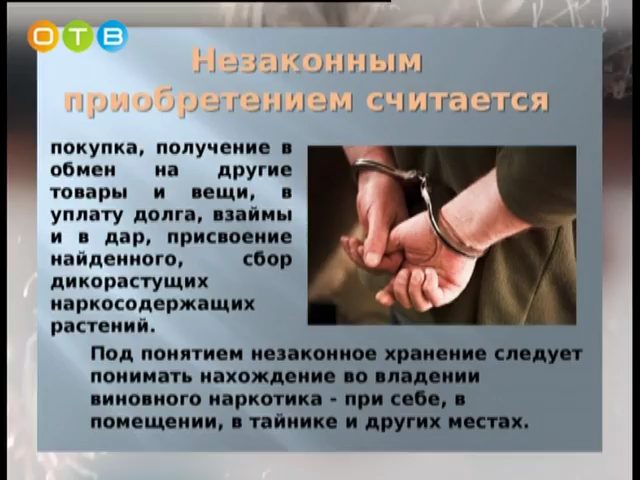 ОТВ
Незаконным
приобретением считается
покупка, получение в
обмен на другие
товары и вещи, в
уплату долга, взаймы
и в дар, присвоение
найденного, сбор
дикорастущих
наркосодержащих
растений.
Под понятием незаконное хранение следует
понимать нахождение во владении
виновного наркотика - при себе, в
помещении, в тайнике и других местах.